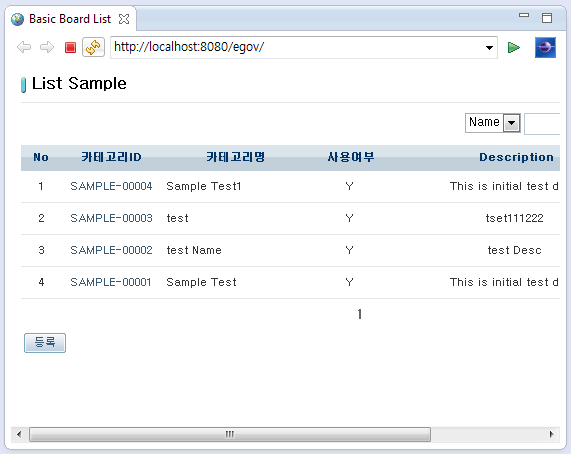 Basic Board List
http://localhost:8080/egov/
List Sample
Name
No 카테고리ID 카테고리명 사용여부 Description
1 SAMPLE-00004 Sample Test1 Y This is initial test d
2 SAMPLE-00003 test Y tset111222
3 SAMPLE-00002 test Name Y test Desc
4 SAMPLE-00001 Sample Test Y This is initial test d
1
등록